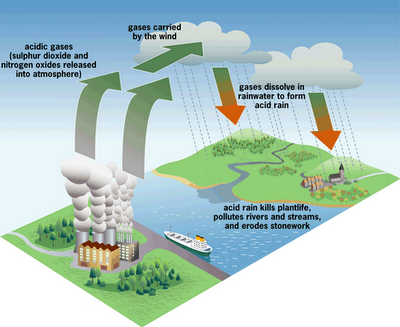 gases carried
by the wind
acidic gases
(sulphur dioxide and
nitrogen oxides released
into atmosphere)
gases dissolve in
rainwater to form
acid rain
acid rain kills plantlife,
pollutes rivers and streams,
and erodes stonework